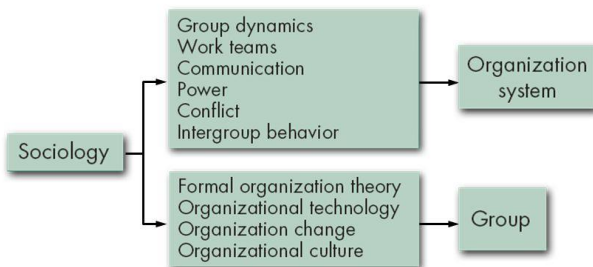 Sociology
Group dynamics
Work teams
Communication
Power
Conflict
Intergroup behavior
Organization
system
Formal organization theory
Organizational technology
Organization change
Organizational culture
Group